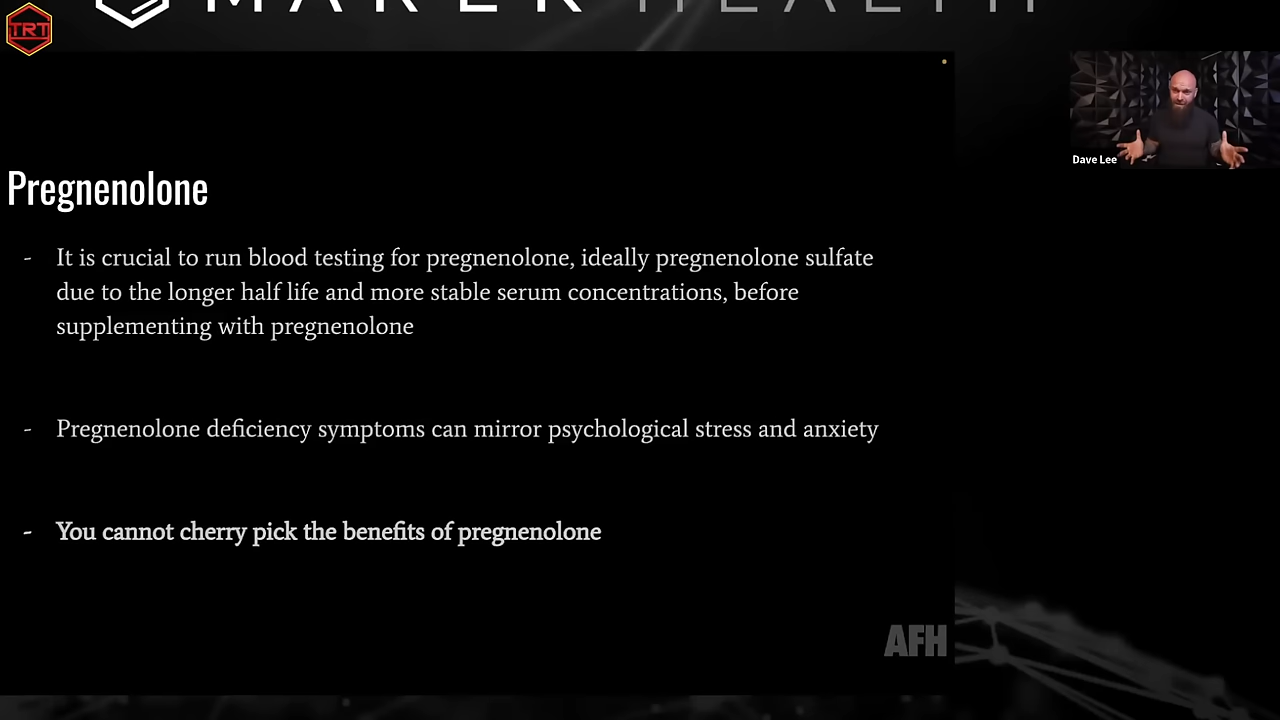 MAREK HEALTH
TRT
Dave Lee
Pregnenolone
- It is crucial to run blood testing for pregnenolone, ideally pregnenolone sulfate
due to the longer half life and more stable serum concentrations, before
supplementing with pregnenolone
- Pregnenolone deficiency symptoms can mirror psychological stress and anxiety
- You cannot cherry pick the benefits of pregnenolone
AFH